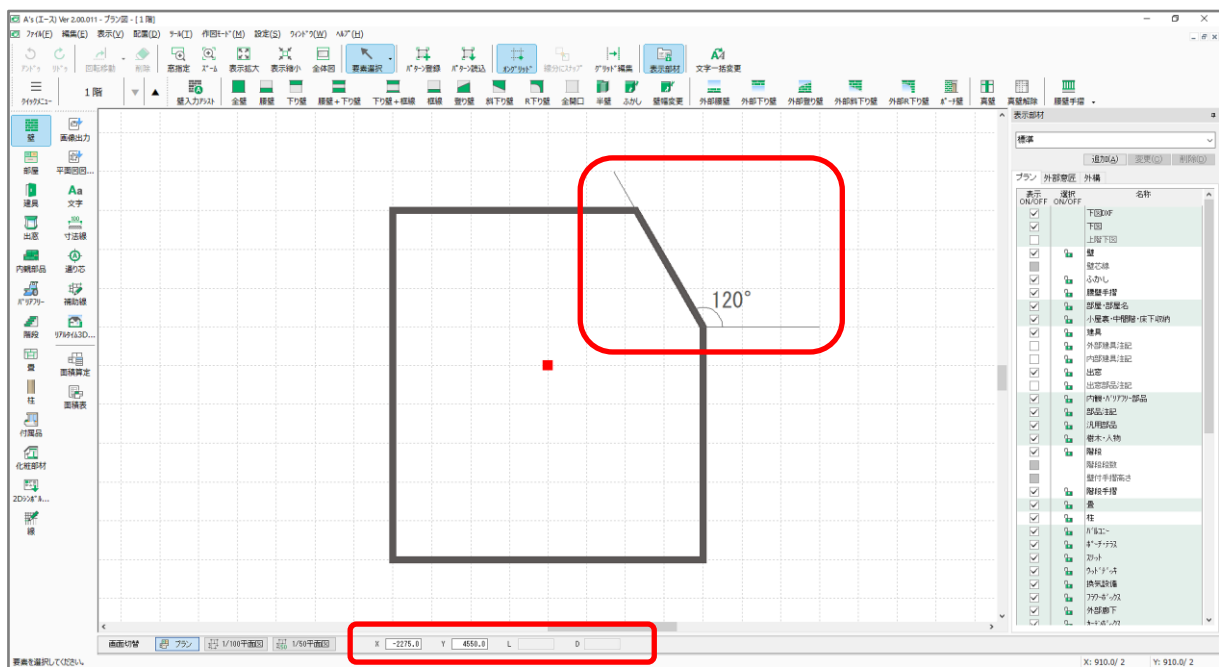 A's (エース) Ver 2.00.011 - プラン図 - [1 階]
ファイル(F) 編集(E) 表示(V) 配置(D) ツール(T) 作図モード(M) 設定(S) ウィンドウ(W) ヘルプ(H)
アンドゥ リドゥ 回転移動 削除 窓指定 ズーム 表示拡大 表示縮小 全体図 要素選択 パターン登録 パターン読込 オングリッド 線分にスナップ グリッド編集 表示部材 文字一括変更
クイックメニュー 1 階 ▼ ▲ 壁入力アシスト 全壁 腰壁 下り壁 腰壁+下り壁 下り壁+框線 框線 登り壁 斜下り壁 R下り壁 全開口 半壁 ふかし 壁幅変更 外部腰壁 外部下り壁 外部登り壁 外部斜下り壁 外部R下り壁 ポーチ壁 真壁 真壁解除 腰壁手摺
壁 画像出力
部屋 平面図図...
建具 文字
Aa
出窓 寸法線
内観部品 通り芯
バリアフリー 補助線
階段 リアルタイム3D...
畳 面積算定
柱 面積表
付属品
化粧部材
2Dシンボル...
線
120°
表示部材
標準
追加(A) 変更(C) 削除(D)
プラン 外部意匠 外構
表示 ON/OFF 選択 ON/OFF 名称
下図DXF
下図
上階下図
壁
壁芯線
ふかし
腰壁手摺
部屋・部屋名
小屋裏・中間階・床下収納
建具
外部建具注記
内部建具注記
出窓
出窓部品注記
内観・バリアフリー部品
部品注記
汎用部品
樹木・人物
階段
階段段数
壁付手摺高さ
階段手摺
畳
柱
バルコニー
ポーチ・テラス
スリット
ウッドデッキ
換気設備
フラワーボックス
外部廊下
画面切替 プラン 1/100平面図 1/50平面図 X -2275.0 Y 4550.0 L D
要素を選択してください。 X: 910.0/ 2 Y: 910.0/ 2